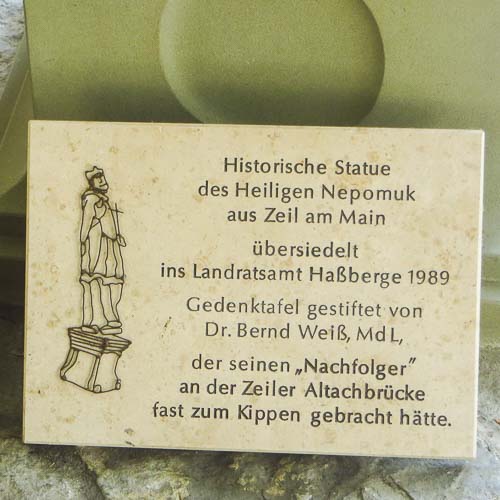 Historische Statue
des Heiligen Nepomuk
aus Zeil am Main
übersiedelt
ins Landratsamt Haßberge 1989
Gedenktafel gestiftet von
Dr. Bernd Weiß, MdL,
der seinen „Nachfolger”
an der Zeiler Altachbrücke
fast zum Kippen gebracht hätte.